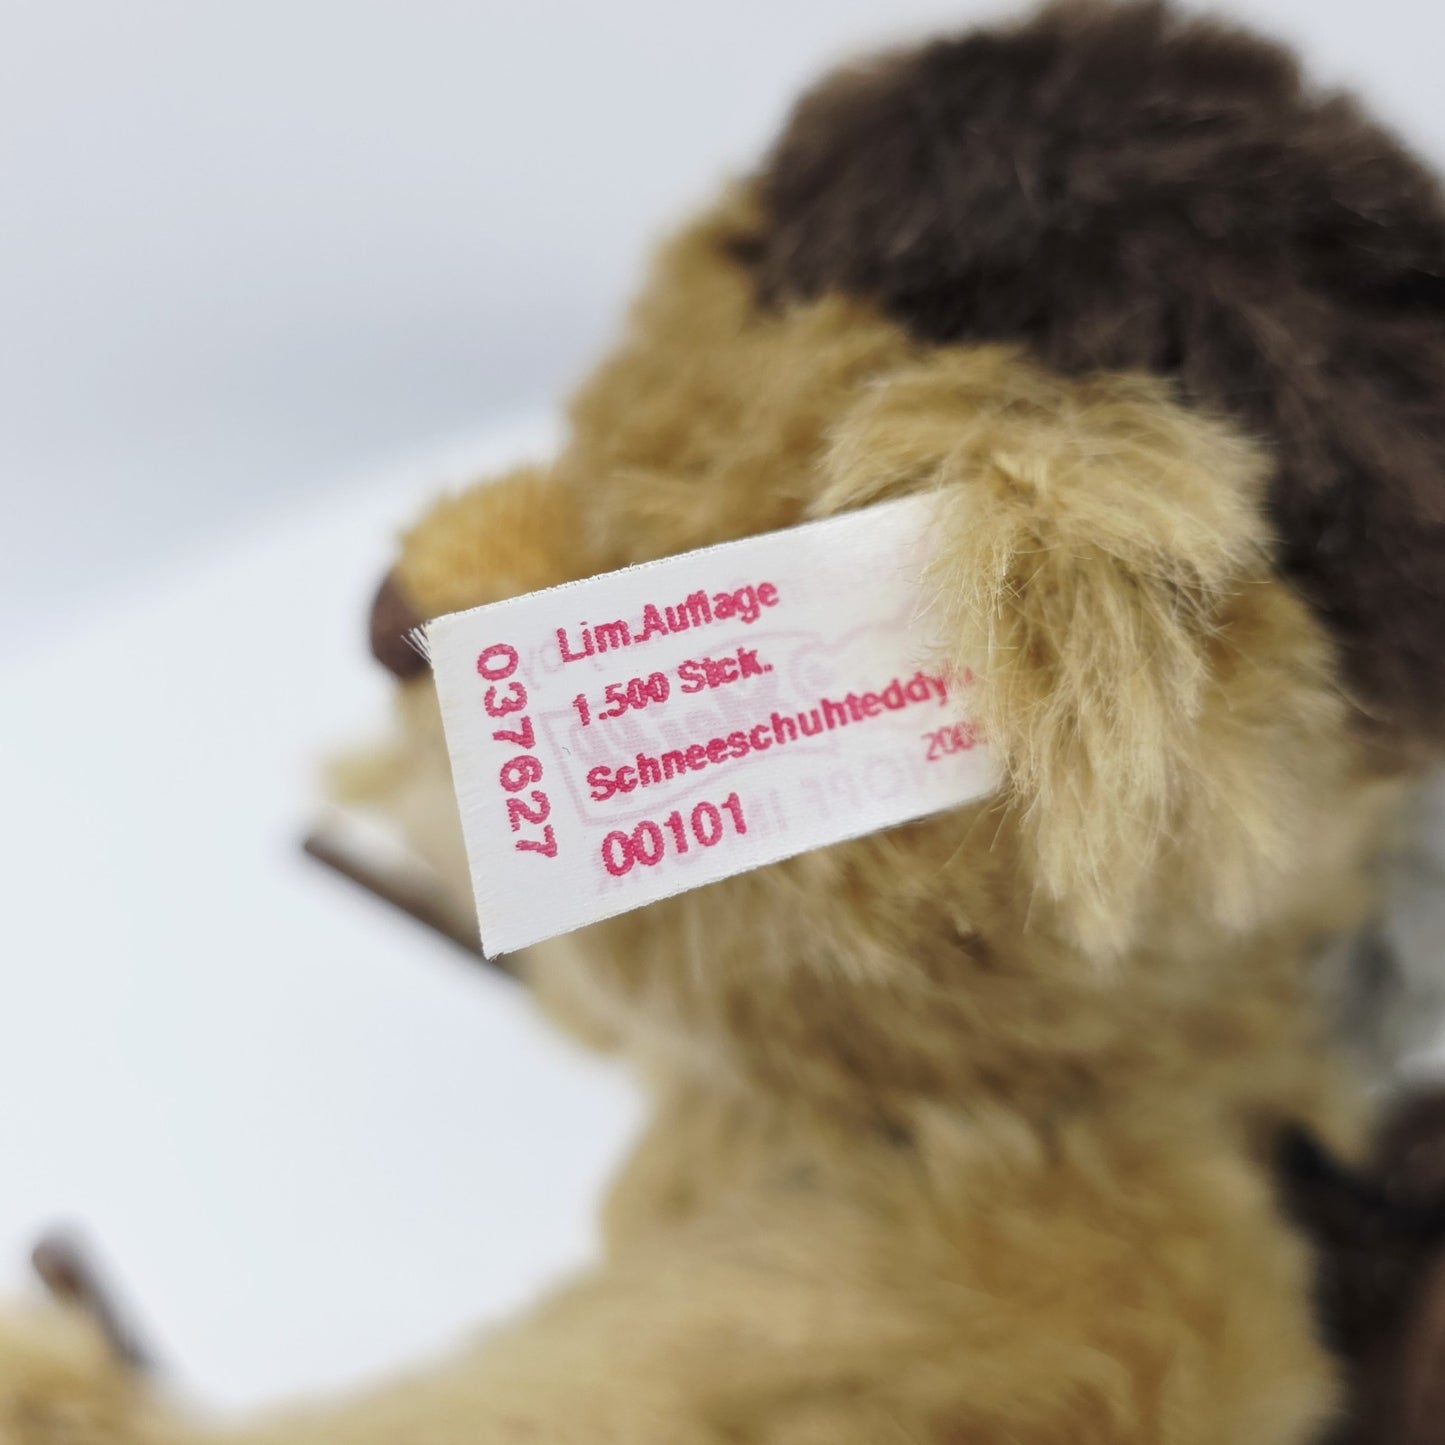 037627
Lim.Auflage
1.500 Stck.
Schneeschuhteddy
00101